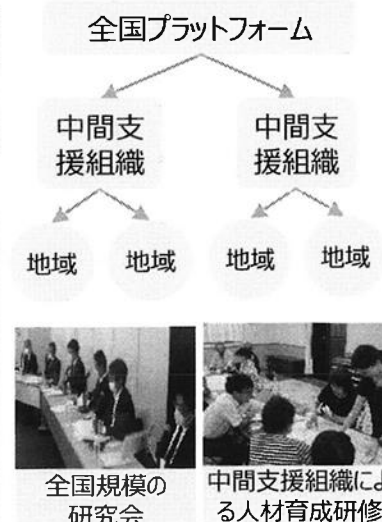 全国プラットフォーム
中間支
援組織
中間支
援組織
地域
地域
地域
地域
全国規模の
研究会
中間支援組織によ
る人材育成研修